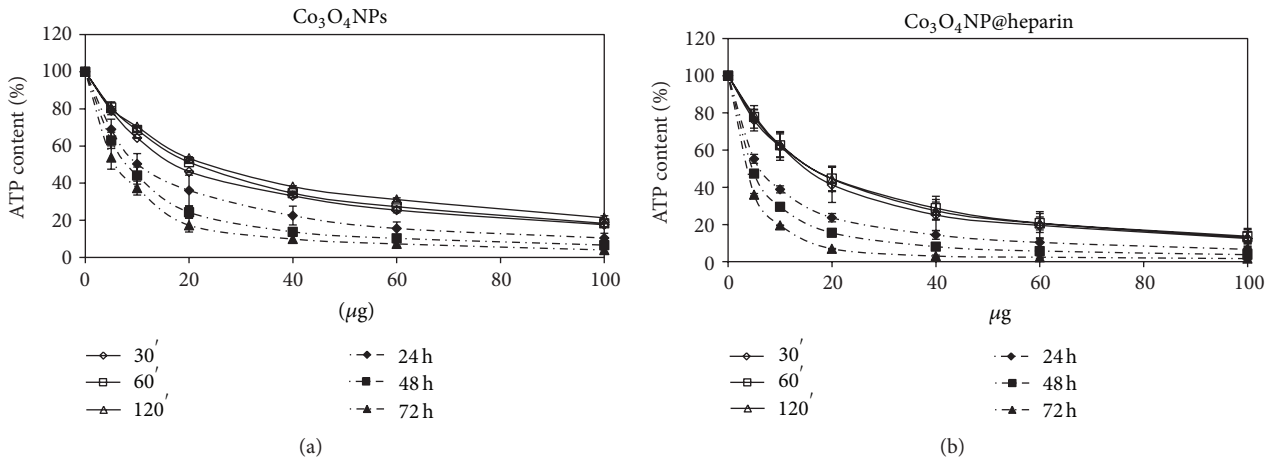 Co₃O₄NPs
120
100
80
60
40
20
0
ATP content (%)
0 20 40 60 80 100
(μg)
30′
60′
120′
24 h
48 h
72 h
(a)
Co₃O₄NP@heparin
120
100
80
60
40
20
0
ATP content (%)
0 20 40 60 80 100
μg
30′
60′
120′
24 h
48 h
72 h
(b)